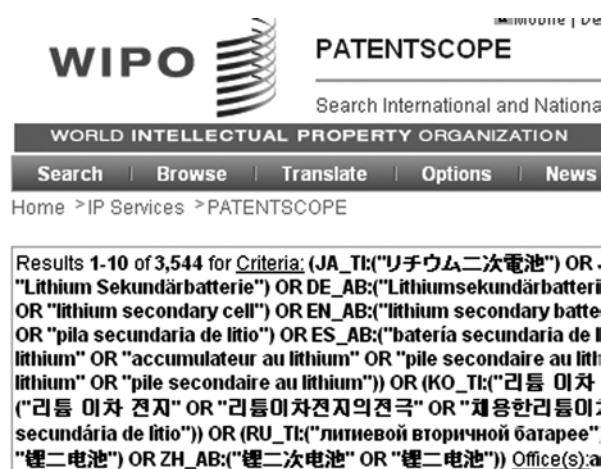 Mobile |
WIPO
PATENTSCOPE
Search International and Nationa
WORLD INTELLECTUAL PROPERTY ORGANIZATION
Search | Browse | Translate | Options | News
Home > IP Services > PATENTSCOPE
Results 1-10 of 3,544 for Criteria: (JA_TI:("リチウム二次電池") OR
"Lithium Sekundärbatterie") OR DE_AB:("Lithiumsekundärbatteri
OR "lithium secondary cell") OR EN_AB:("lithium secondary batte
OR "pila secundaria de litio") OR ES_AB:("batería secundaria de l
lithium" OR "accumulateur au lithium" OR "pile secondaire au lith
lithium" OR "pile secondaire au lithium")) OR (KO_TI:("리튬 이차
("리튬 이차 전지" OR "리튬이차전지의전극" OR "채용한리튬이차
secundária de lítio")) OR (RU_TI:("литиевой вторичной батарее"
"锂二电池") OR ZH_AB:("锂二次电池" OR "锂二电池")) Office(s):a